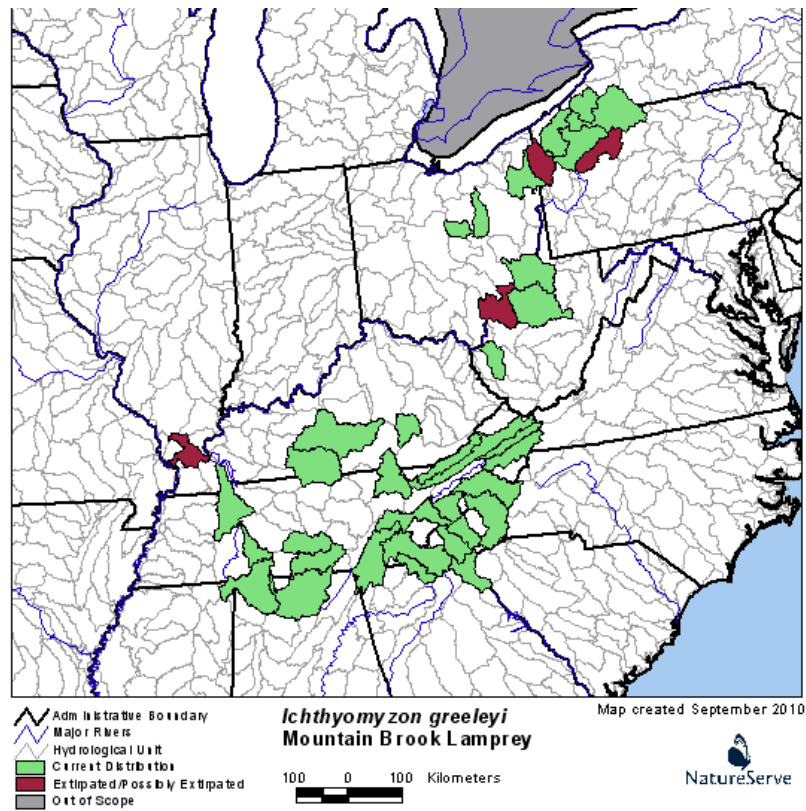 Administrative Boundary
Major Rivers
Hydrological Unit
Current Distribution
Extirpated/Possibly Extirpated
Out of Scope
Ichthyomyzon greeleyi
Mountain Brook Lamprey
100 0 100 Kilometers
Map created September 2010
NatureServe